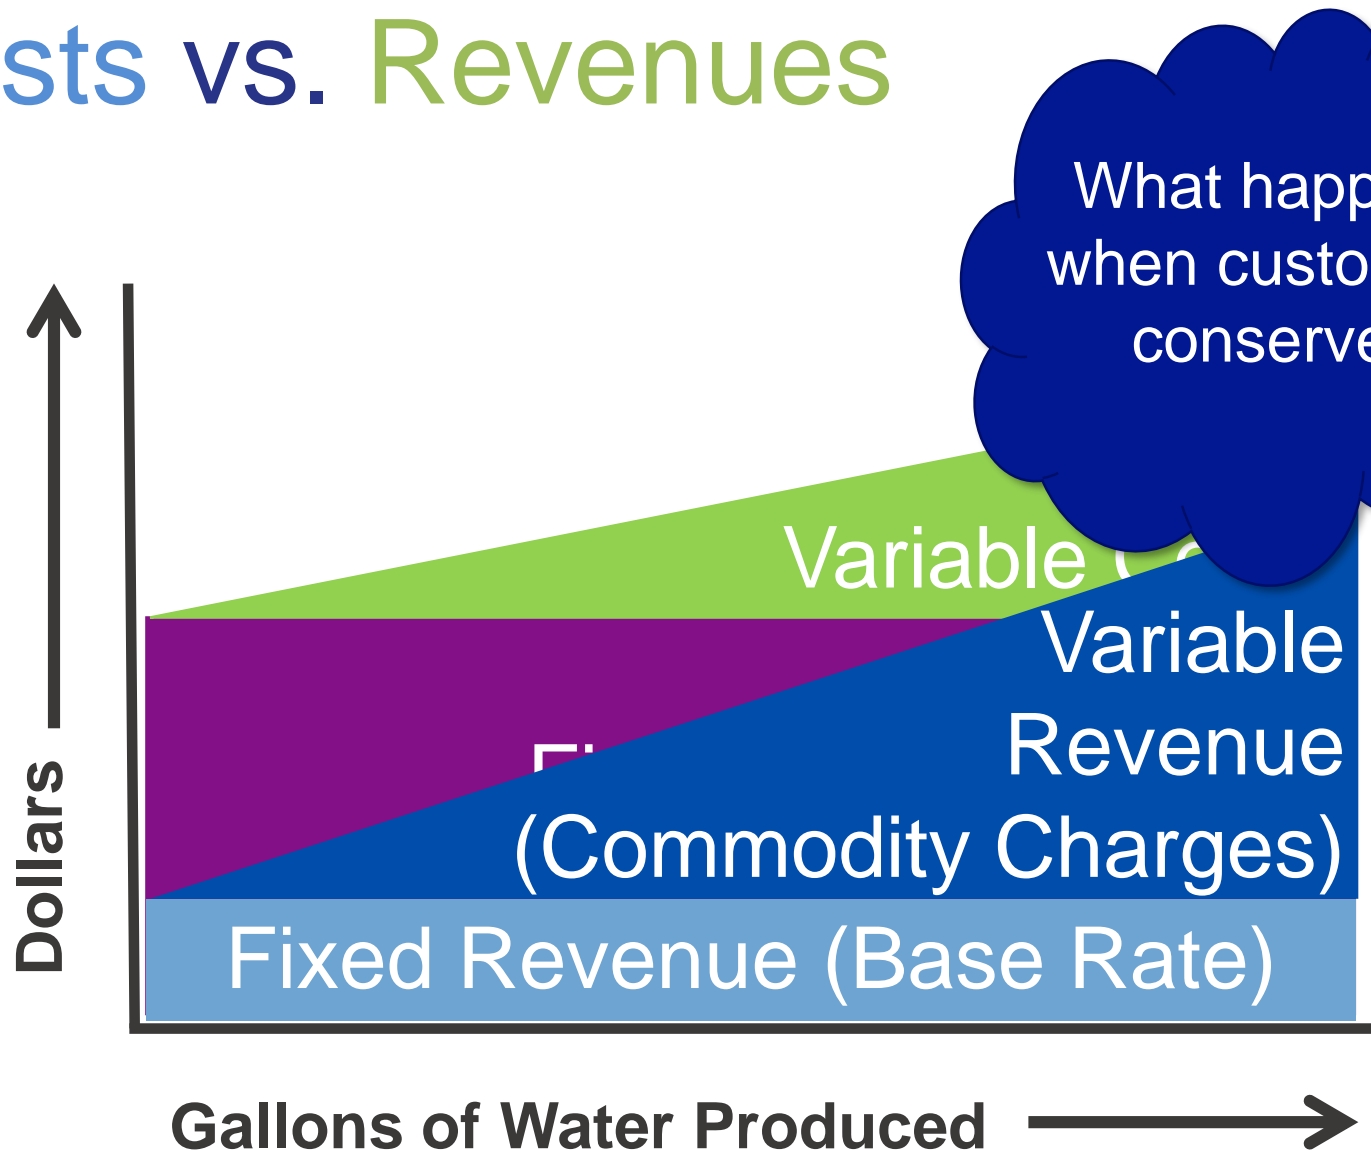 sts vs. Revenues
What happ
when custo
conserve
Variable
Variable
Revenue
(Commodity Charges)
Fixed Revenue (Base Rate)
Dollars
Gallons of Water Produced